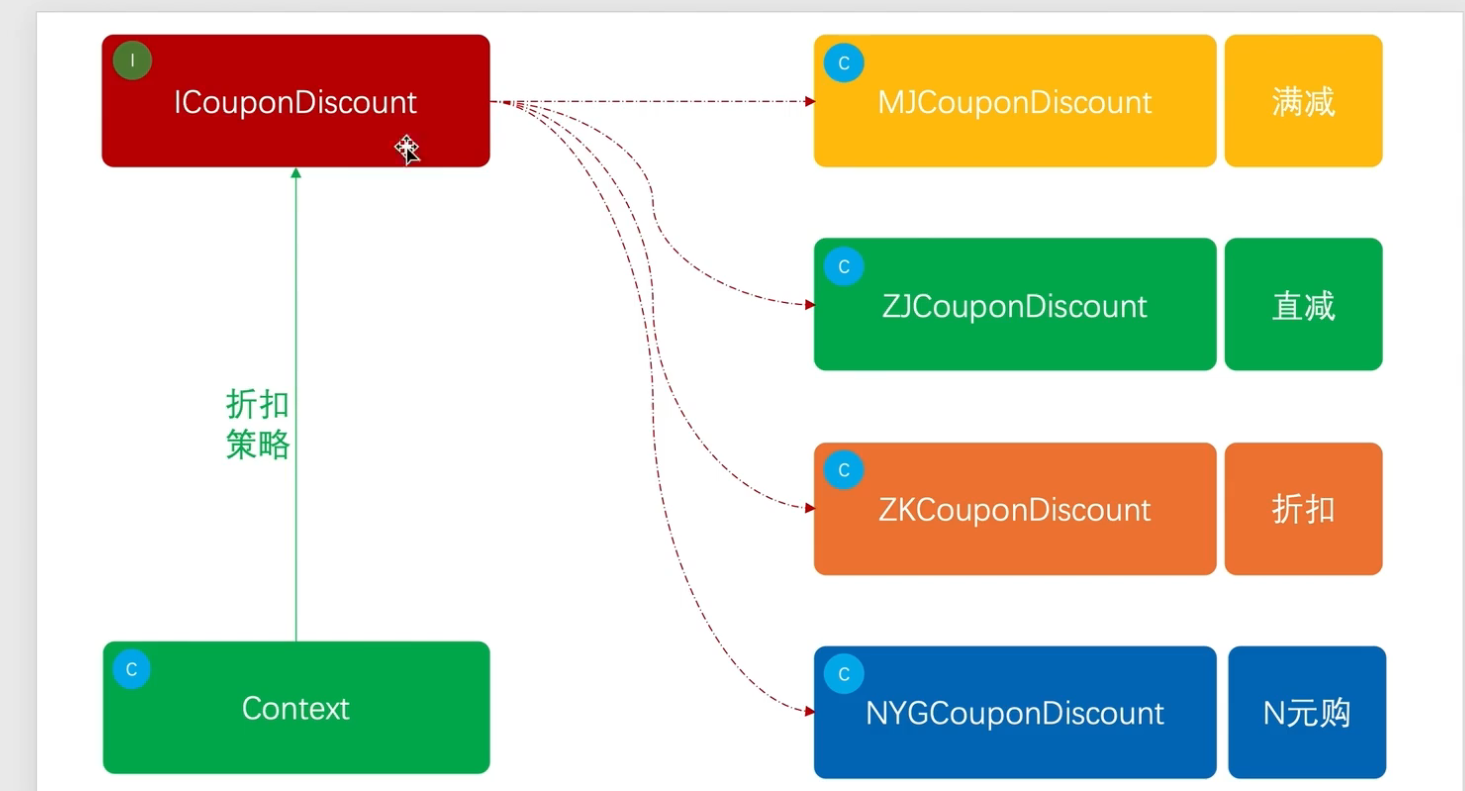 I
ICouponDiscount
C
MJCouponDiscount
满减
C
ZJCouponDiscount
直减
折扣
策略
C
ZKCouponDiscount
折扣
C
Context
C
NYGCouponDiscount
N元购